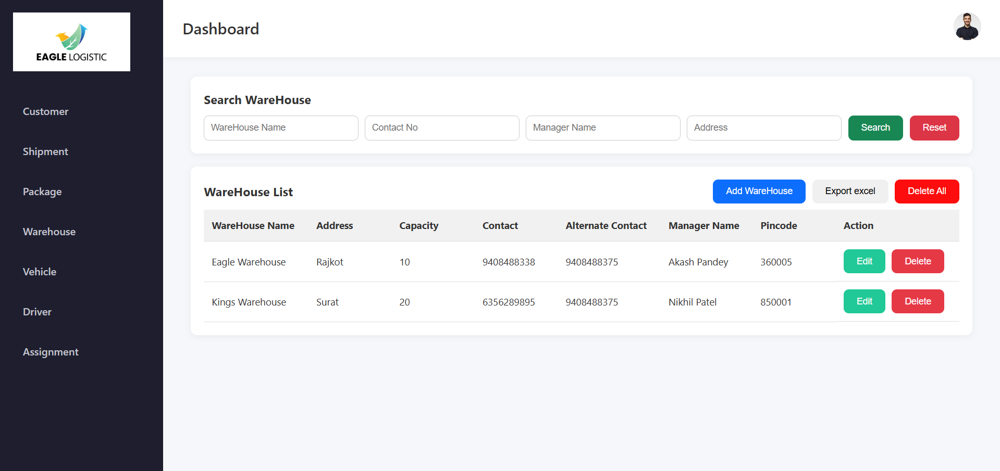 EAGLE LOGISTIC
Dashboard
Customer
Shipment
Package
Warehouse
Vehicle
Driver
Assignment
Search WareHouse
WareHouse Name Contact No Manager Name Address Search Reset
WareHouse List Add WareHouse Export excel Delete All
WareHouse Name Address Capacity Contact Alternate Contact Manager Name Pincode Action
Eagle Warehouse Rajkot 10 9408488338 9408488375 Akash Pandey 360005 Edit Delete
Kings Warehouse Surat 20 6356289895 9408488375 Nikhil Patel 850001 Edit Delete